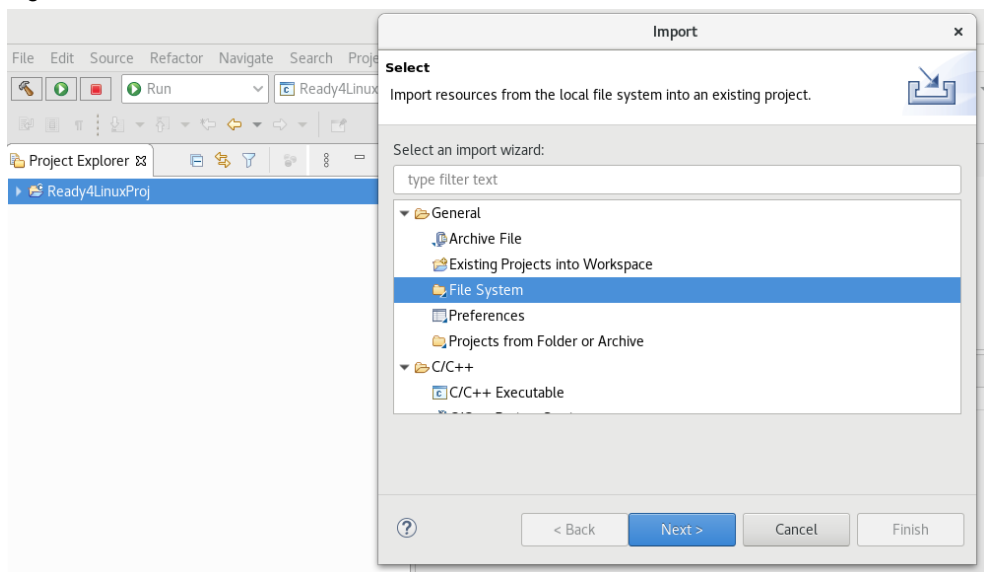 Import
File Edit Source Refactor Navigate Search Proje
Select
Import resources from the local file system into an existing project.
Run
Ready4Linux
Select an import wizard:
type filter text
Project Explorer
Ready4LinuxProj
General
Archive File
Existing Projects into Workspace
File System
Preferences
Projects from Folder or Archive
C/C++
C/C++ Executable
< Back Next > Cancel Finish